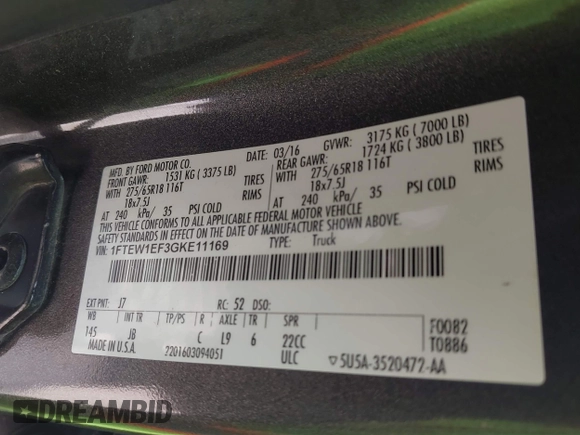 MFD. BY FORD MOTOR CO. DATE: 03/16 GVWR: 3175 KG ( 7000 LB)
FRONT GAWR: 1531 KG ( 3375 LB) REAR GAWR: 1724 KG ( 3800 LB)
WITH 275/65R18 116T TIRES WITH 275/65R18 116T TIRES
18x7.5J RIMS 18x7.5J RIMS
AT 240 kPa/ 35 PSI COLD AT 240 kPa/ 35 PSI COLD
THIS VEHICLE CONFORMS TO ALL APPLICABLE FEDERAL MOTOR VEHICLE
SAFETY AND THEFT PREVENTION STANDARDS IN EFFECT ON THE DATE OF MANUFACTURE SHOWN ABOVE.
VIN: 1FTEW1EF3GKE11169 TYPE: Truck
EXT PNT: J7 RC: 52 DSO:
WB INT TR TP/PS R AXLE TR SPR F0082
145 JB C L9 6 22CC T0886
MADE IN U.S.A. 2201603094051 ULC ▽5U5A-3520472-AA
DREAMBID